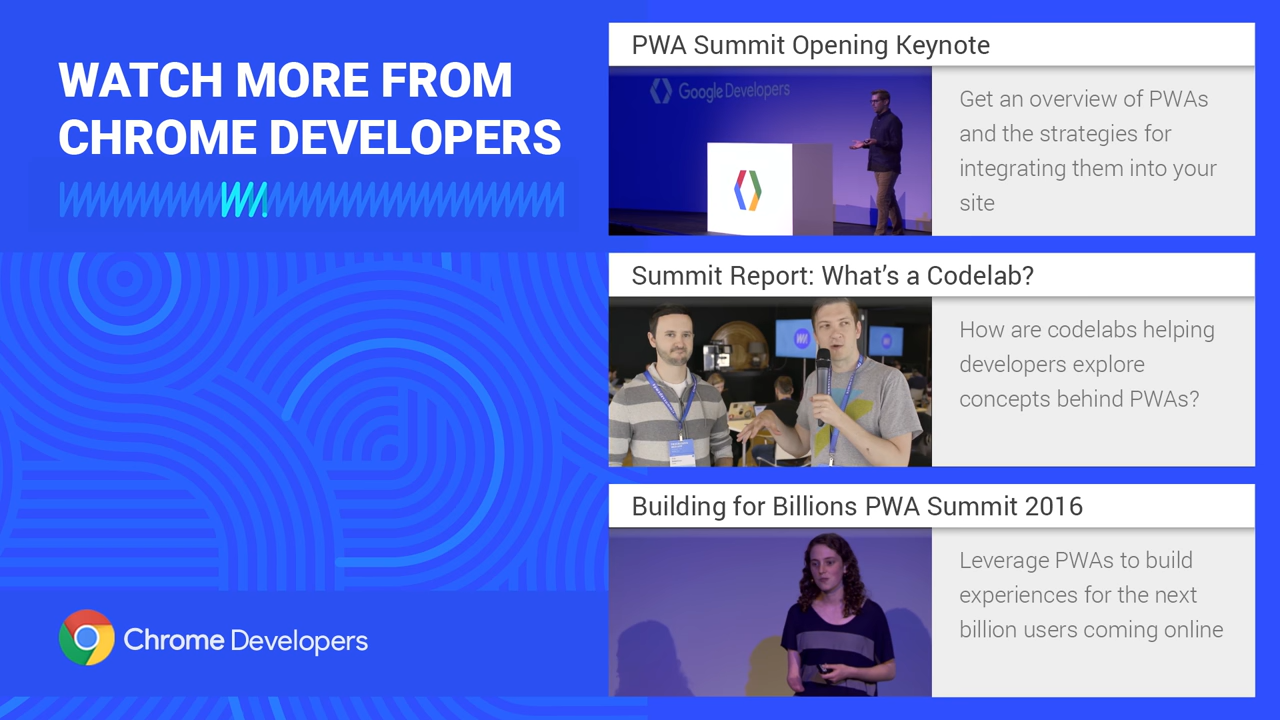 WATCH MORE FROM
CHROME DEVELOPERS
Chrome Developers
PWA Summit Opening Keynote
Google Developers
Get an overview of PWAs
and the strategies for
integrating them into your
site
Summit Report: What’s a Codelab?
How are codelabs helping
developers explore
concepts behind PWAs?
Building for Billions PWA Summit 2016
Leverage PWAs to build
experiences for the next
billion users coming online